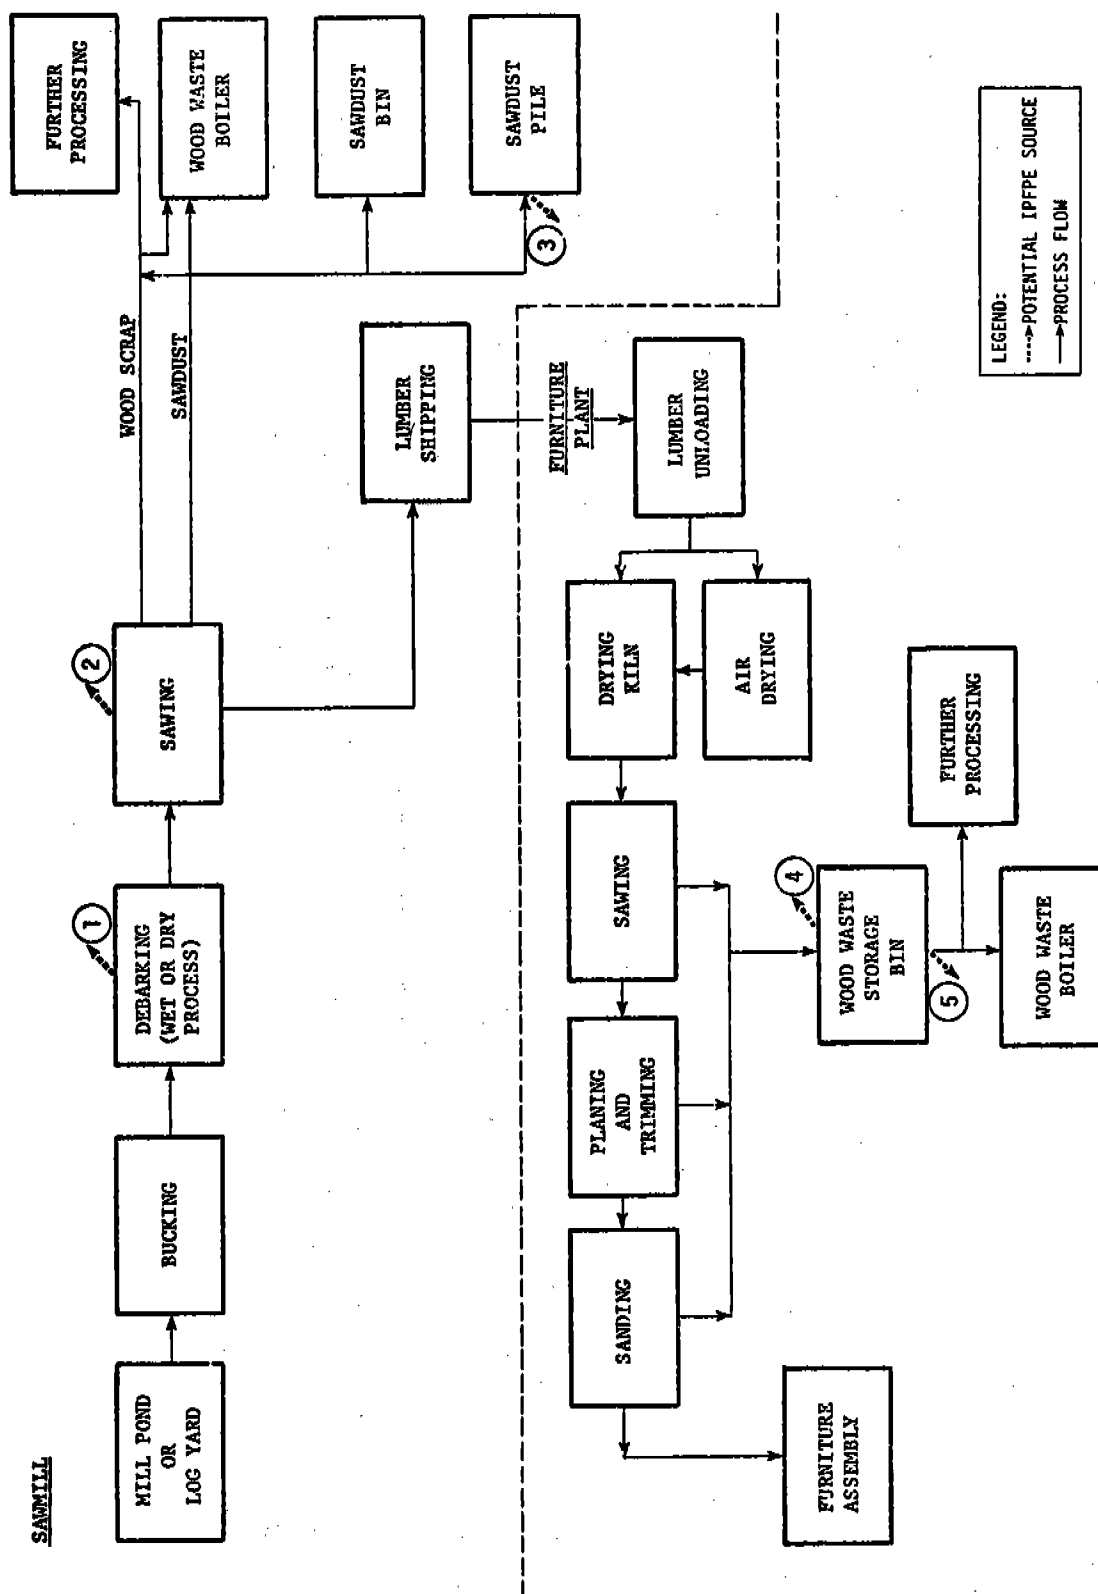 SAWMILL
MILL POND
OR
LOG YARD
BUCKING
1
DEBARKING
(WET OR DRY
PROCESS)
2
SAWING
WOOD SCRAP
SAWDUST
FURTHER
PROCESSING
WOOD WASTE
BOILER
SAWDUST
BIN
SAWDUST
PILE
3
LUMBER
SHIPPING
FURNITURE
PLANT
LUMBER
UNLOADING
DRYING
KILN
AIR
DRYING
SAWING
PLANING
AND
TRIMMING
SANDING
FURNITURE
ASSEMBLY
4
WOOD WASTE
STORAGE
BIN
5
FURTHER
PROCESSING
WOOD WASTE
BOILER
LEGEND:
POTENTIAL IPFPE SOURCE
PROCESS FLOW